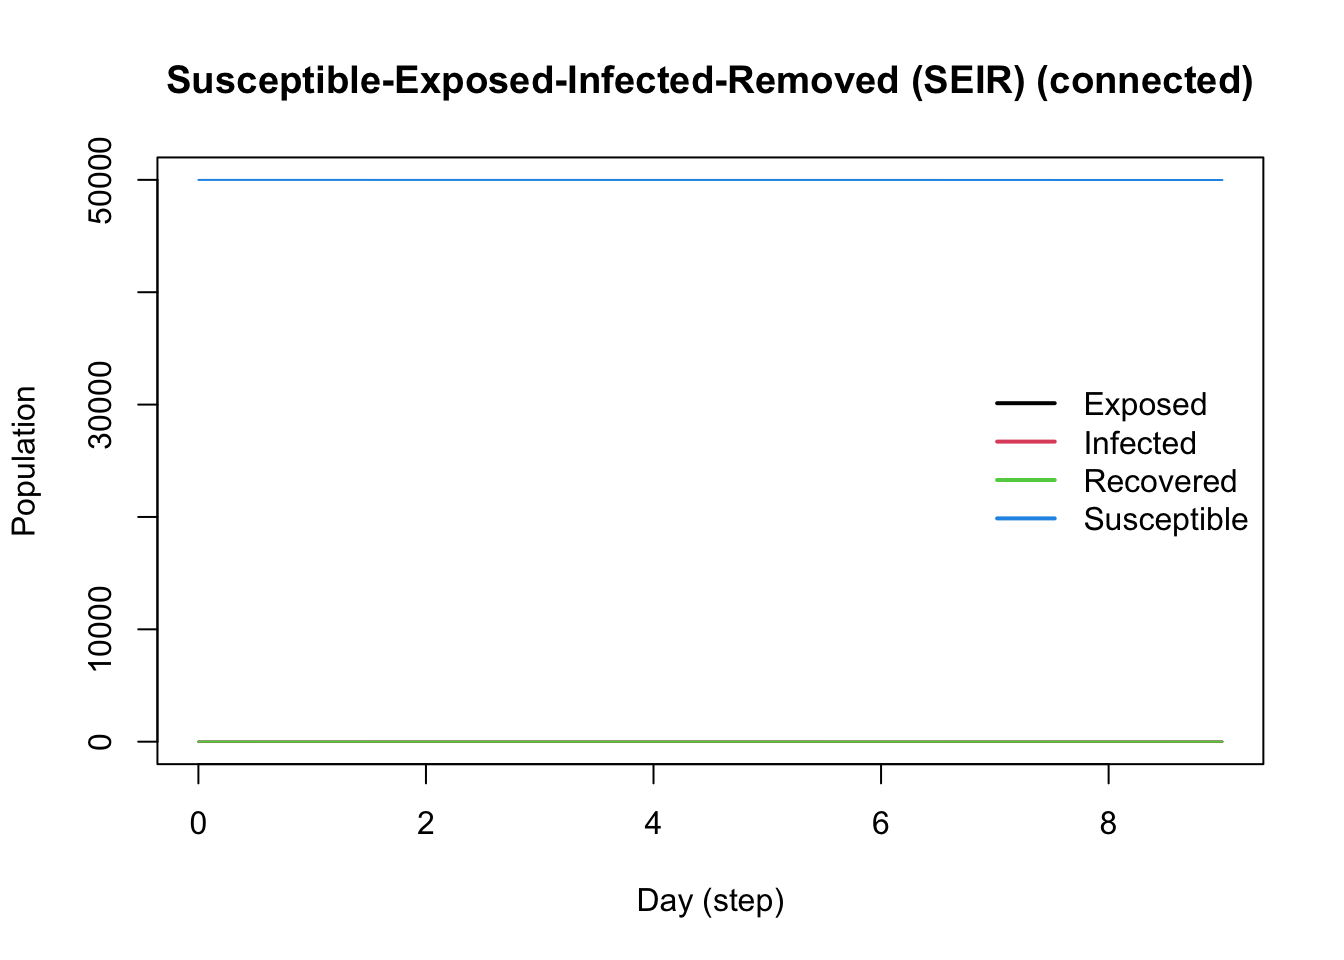 Susceptible-Exposed-Infected-Removed (SEIR) (connected)
Population
50000
30000
10000
0
Exposed
Infected
Recovered
Susceptible
0 2 4 6 8
Day (step)